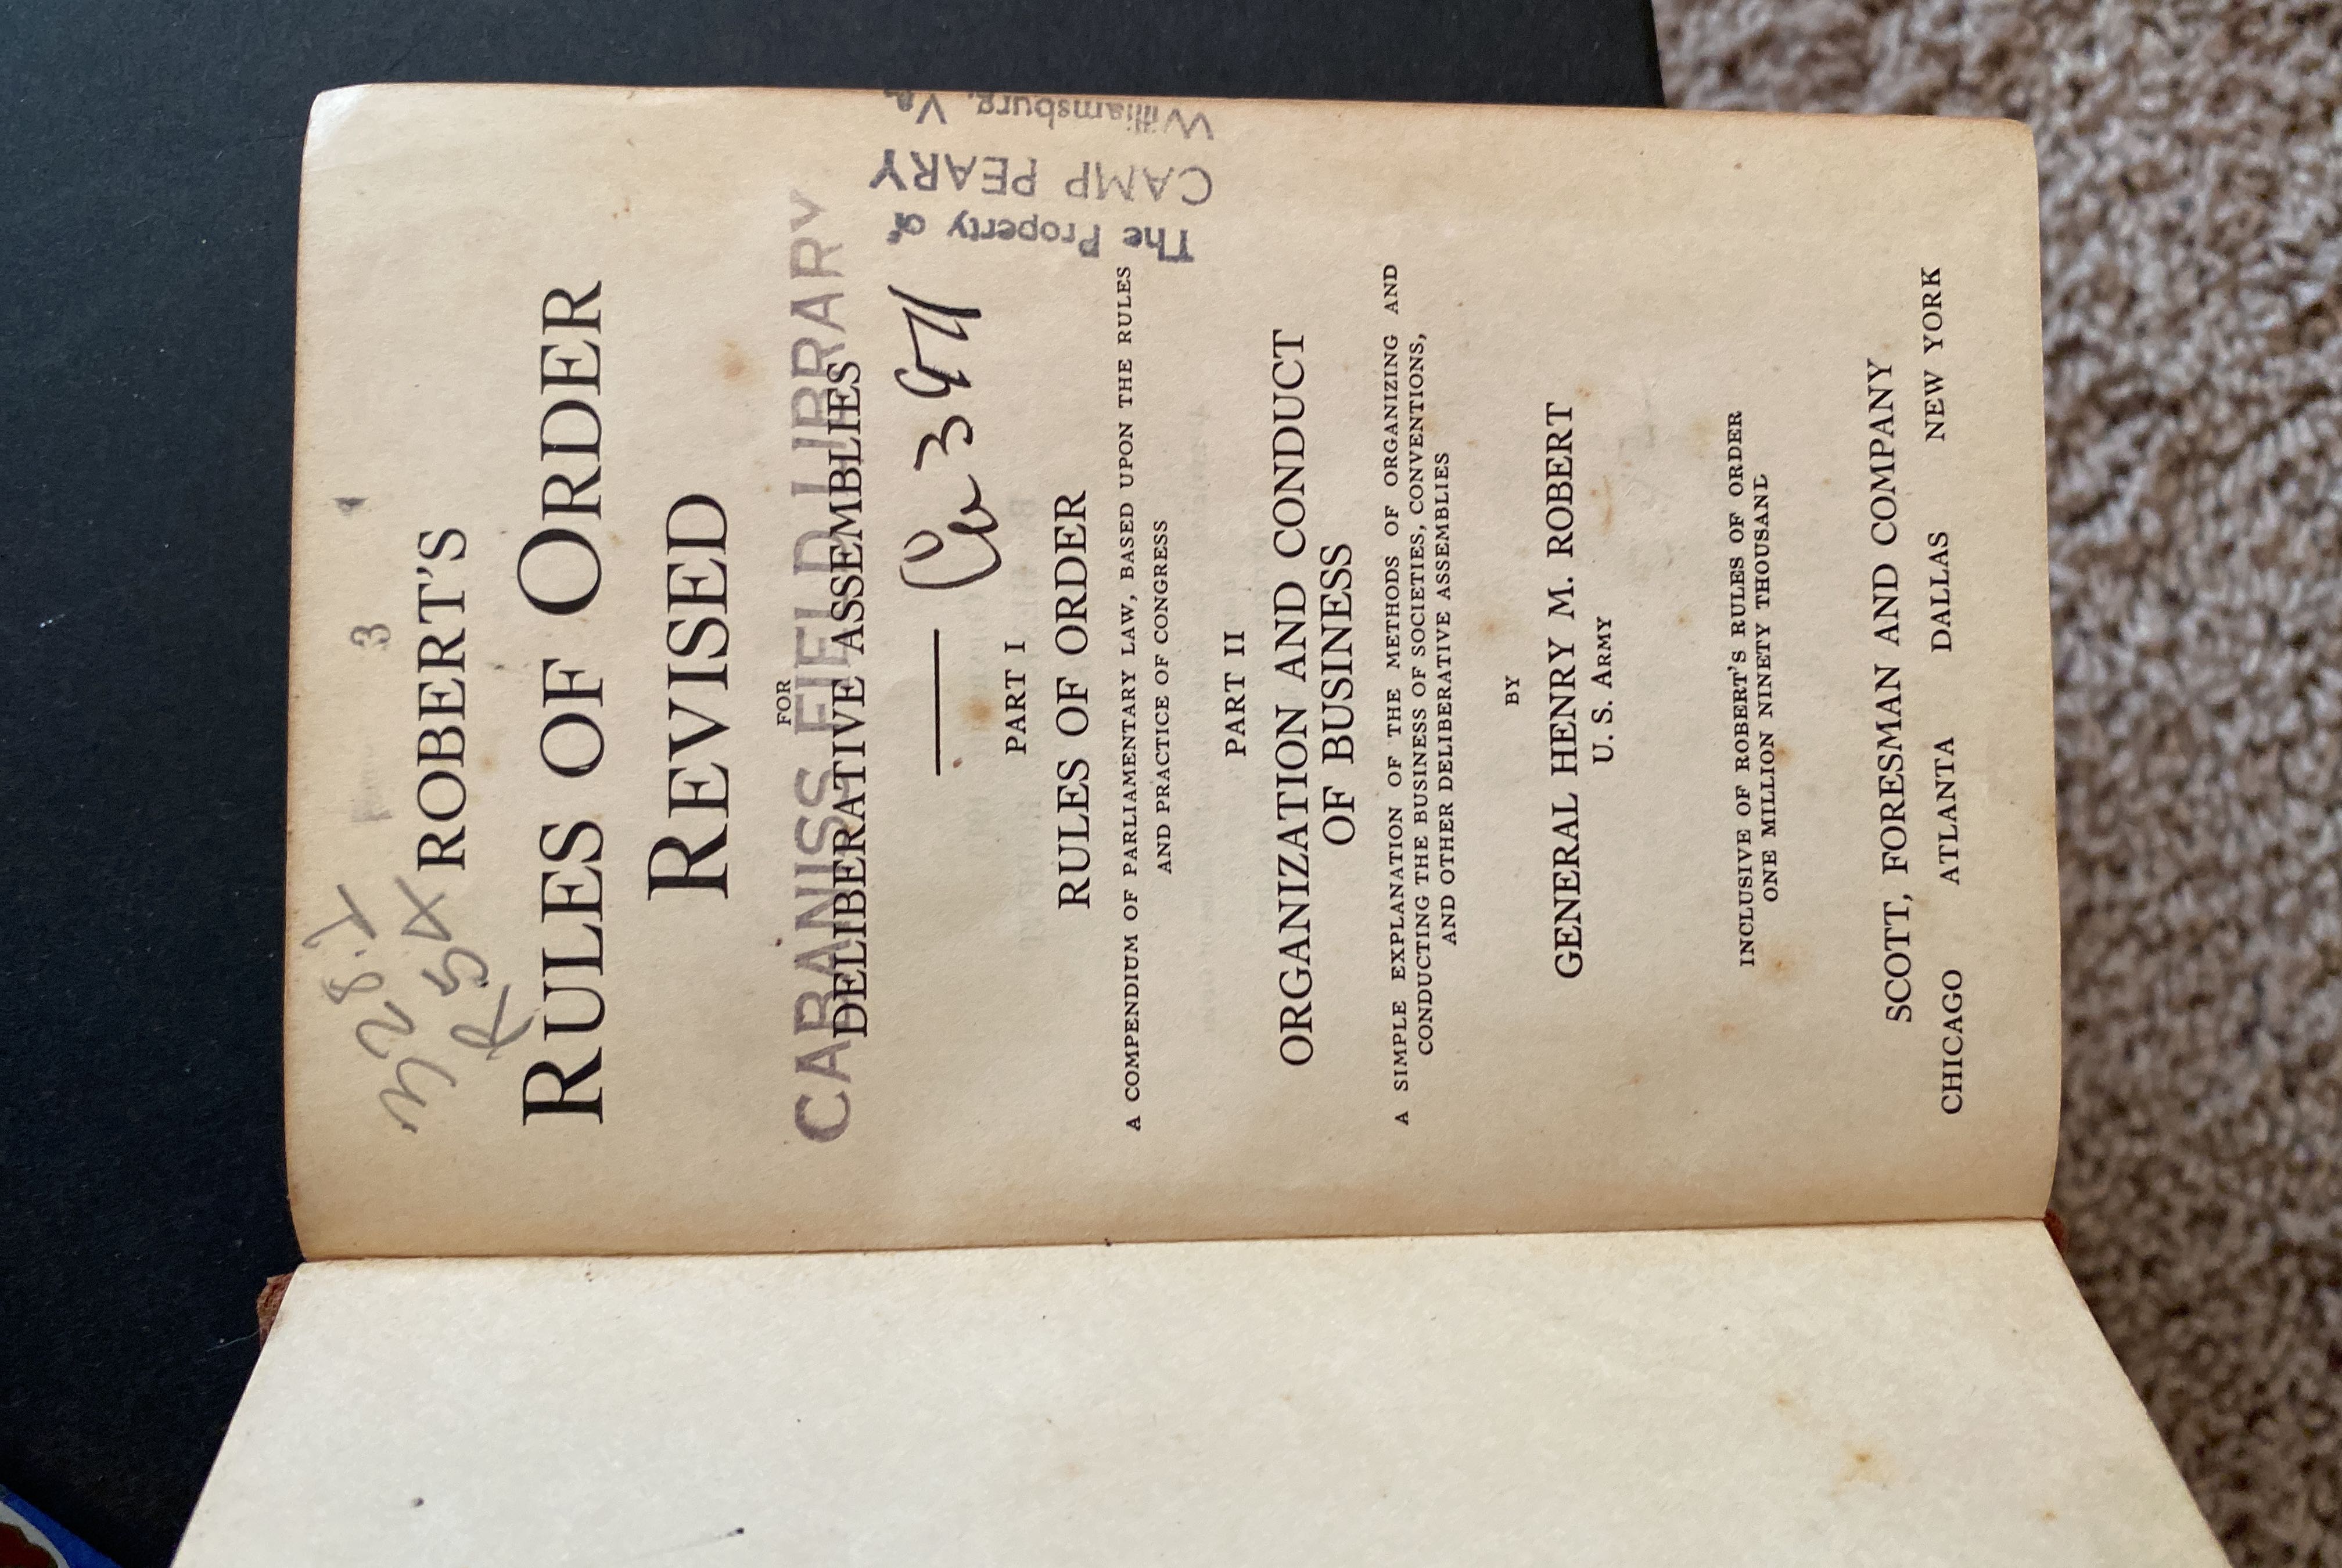 3
428.1
R54
ROBERT'S
RULES OF ORDER
REVISED
FOR
CABANISS FIELD LIBRARY
DELIBERATIVE ASSEMBLIES
The Property of
CAMP PEARY
Williamsburg, Va.
PART I
RULES OF ORDER
A COMPENDIUM OF PARLIAMENTARY LAW, BASED UPON THE RULES
AND PRACTICE OF CONGRESS
PART II
ORGANIZATION AND CONDUCT
OF BUSINESS
A SIMPLE EXPLANATION OF THE METHODS OF ORGANIZING AND
CONDUCTING THE BUSINESS OF SOCIETIES, CONVENTIONS,
AND OTHER DELIBERATIVE ASSEMBLIES
BY
GENERAL HENRY M. ROBERT
U. S. ARMY
INCLUSIVE OF ROBERT'S RULES OF ORDER
ONE MILLION NINETY THOUSAND
SCOTT, FORESMAN AND COMPANY
CHICAGO ATLANTA DALLAS NEW YORK